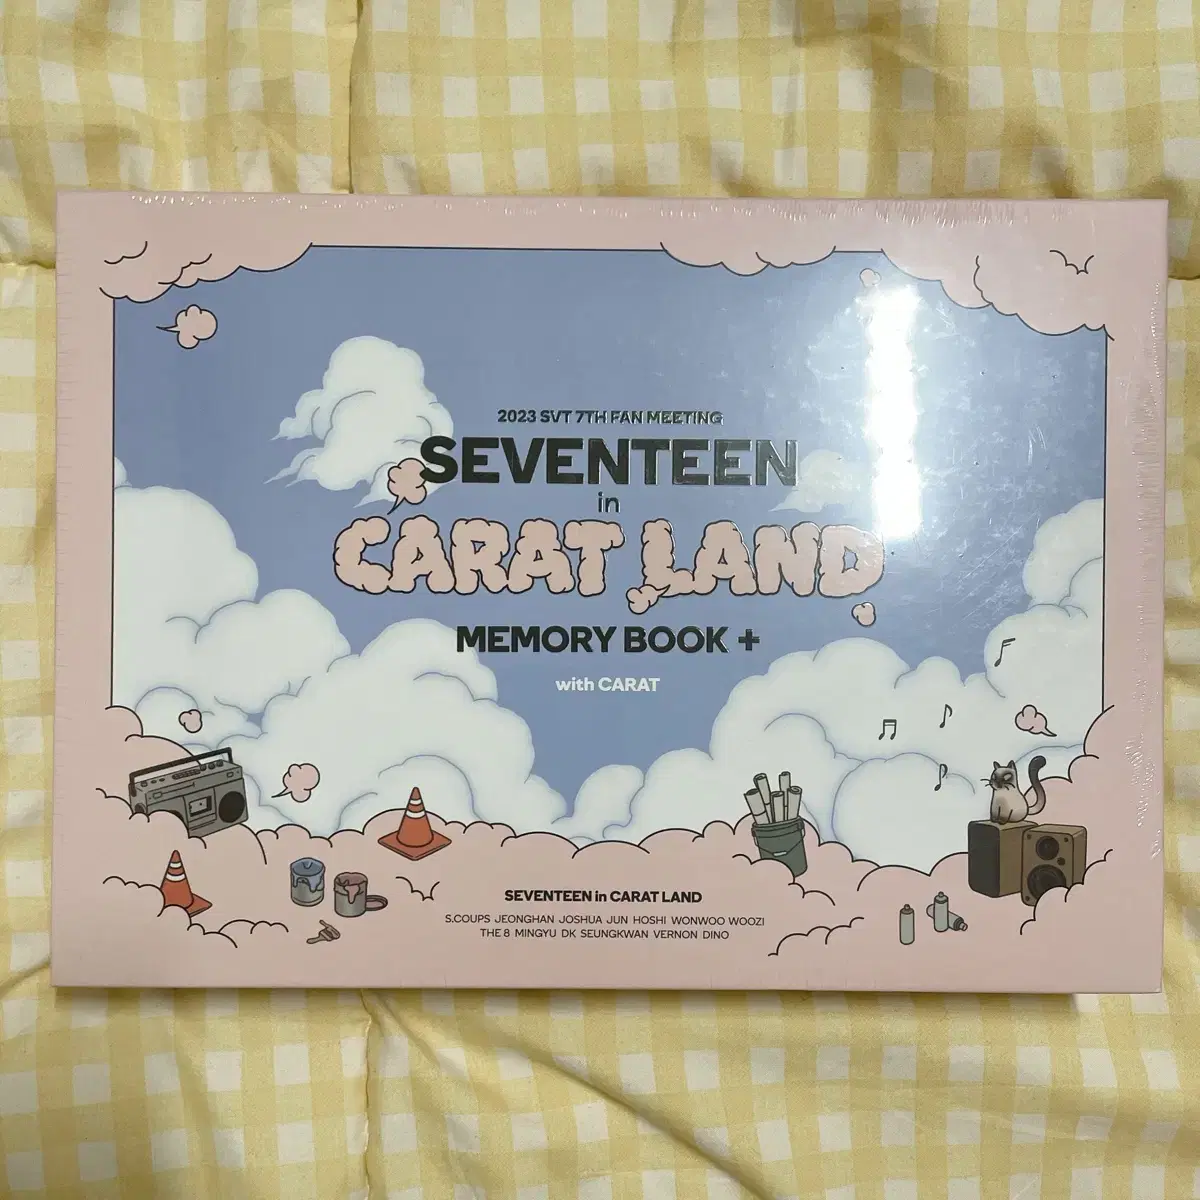 2023 SVT 7TH FAN MEETING
SEVENTEEN
in
CARAT LAND
MEMORY BOOK +
with CARAT
SEVENTEEN in CARAT LAND
S.COUPS JEONGHAN JOSHUA JUN HOSHI WONWOO WOOZI
THE 8 MINGYU DK SEUNGKWAN VERNON DINO